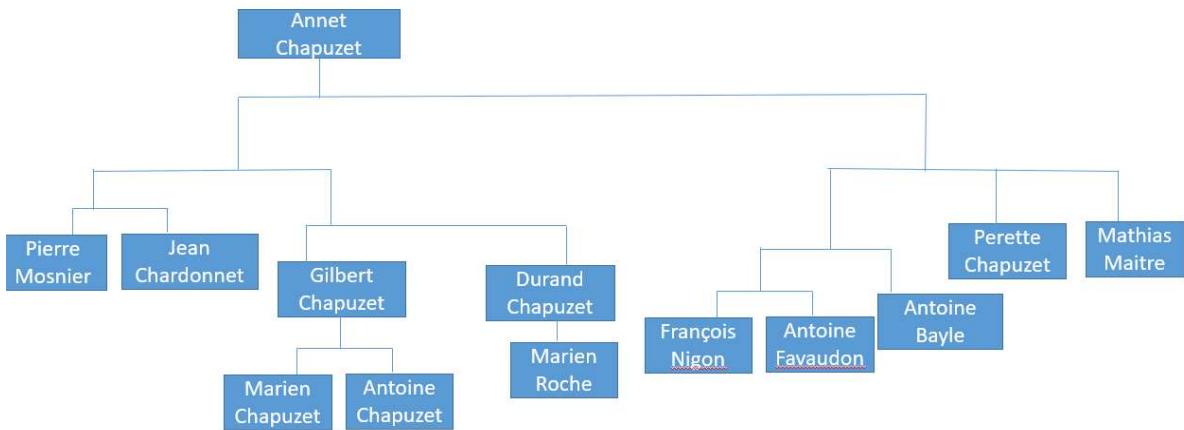 Annet
Chapuzet
Pierre
Mosnier
Jean
Chardonnet
Gilbert
Chapuzet
Durand
Chapuzet
Perette
Chapuzet
Mathias
Maitre
François
Nigon
Antoine
Favaudon
Antoine
Bayle
Marien
Chapuzet
Antoine
Chapuzet
Marien
Roche